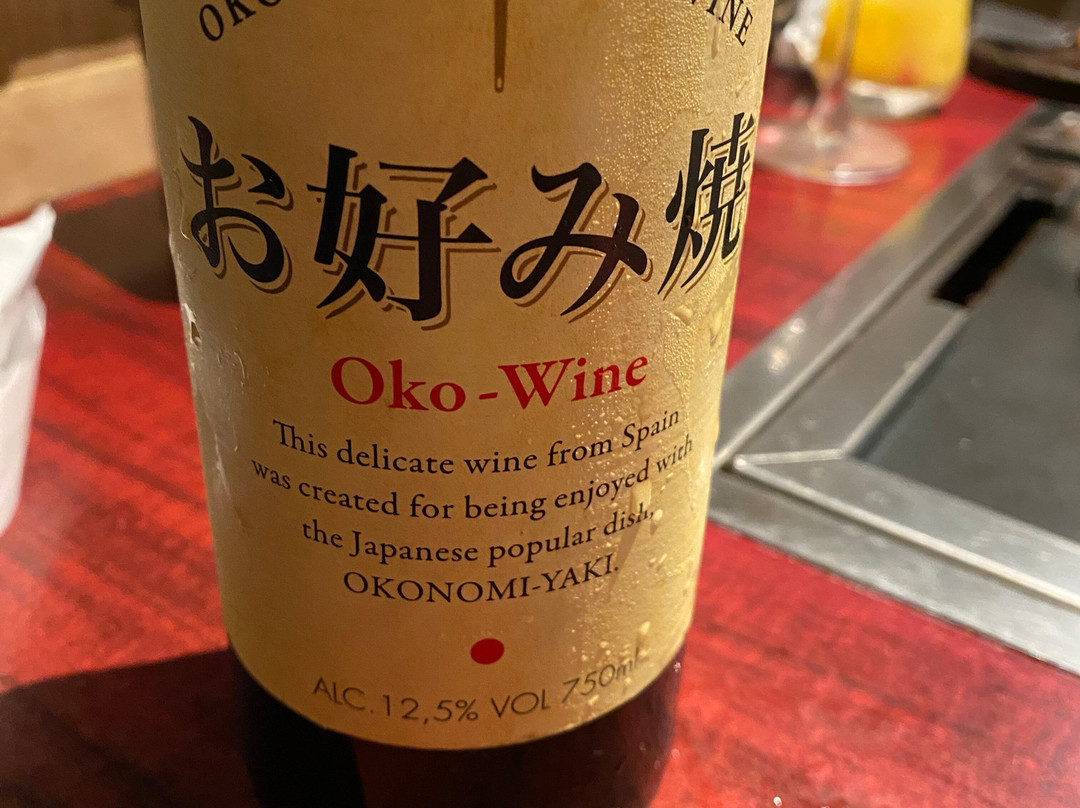 お好み焼
Oko-Wine
This delicate wine from Spain
was created for being enjoyed with
the Japanese popular dish,
OKONOMI-YAKI.
ALC. 12,5% VOL 750ml